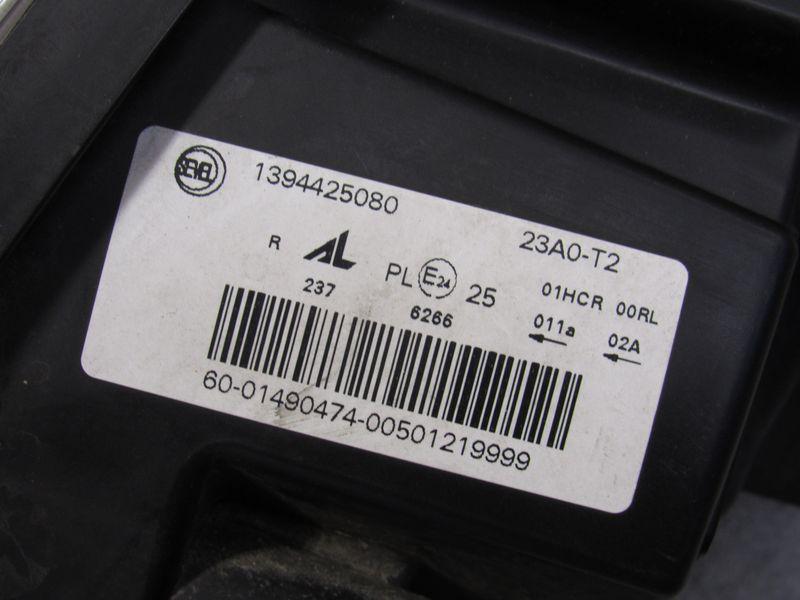 SEVEL 1394425080
23A0-T2
R AL PL E24 25 01HCR 00RL
237 6266 011a 02A
60-01490474-00501219999